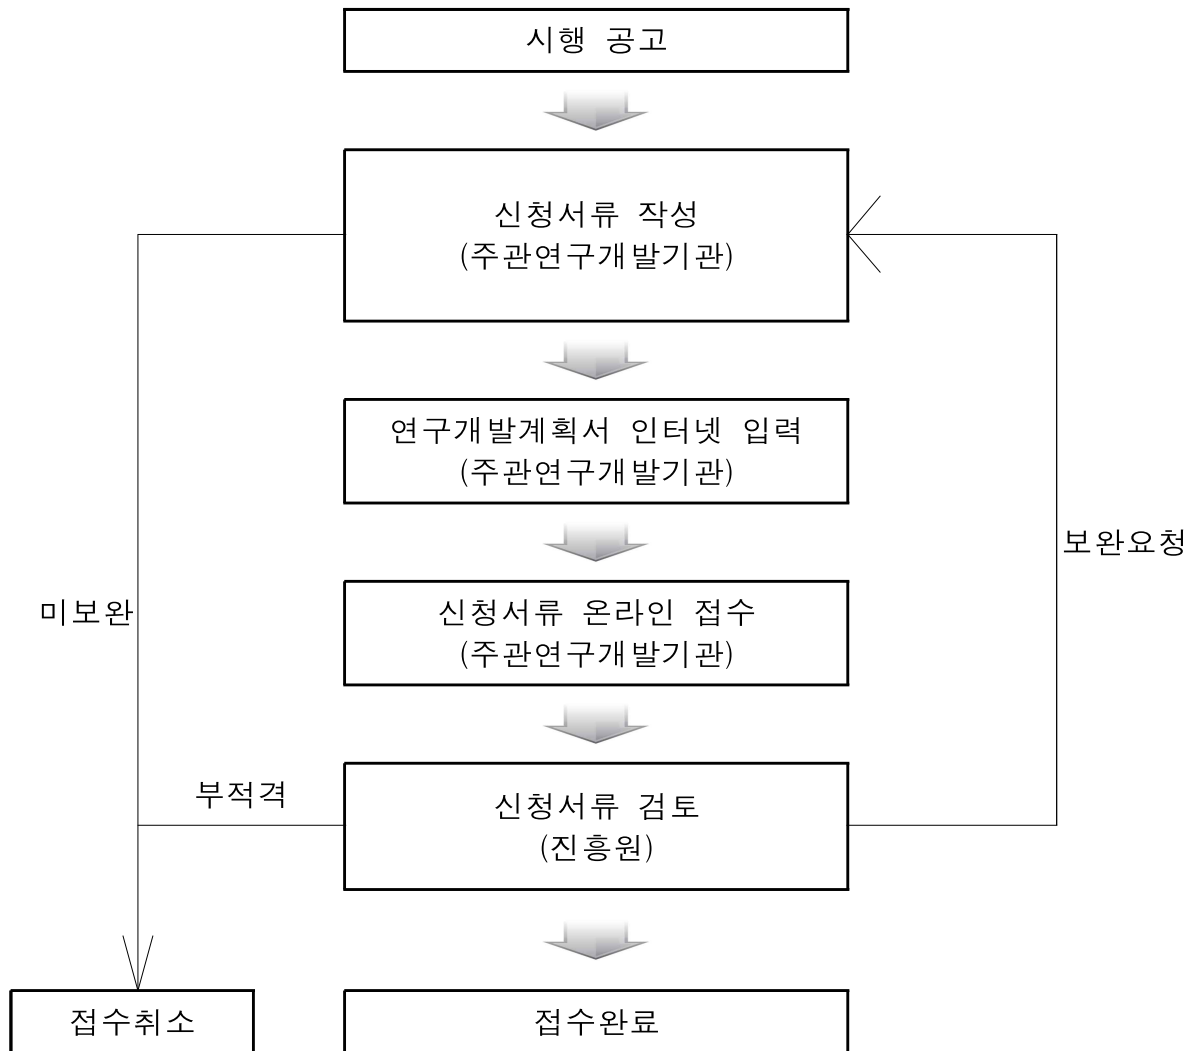 시행 공고
신청서류 작성
(주관연구개발기관)
연구개발계획서 인터넷 입력
(주관연구개발기관)
보완요청
미보완
신청서류 온라인 접수
(주관연구개발기관)
부적격
신청서류 검토
(진흥원)
접수취소
접수완료